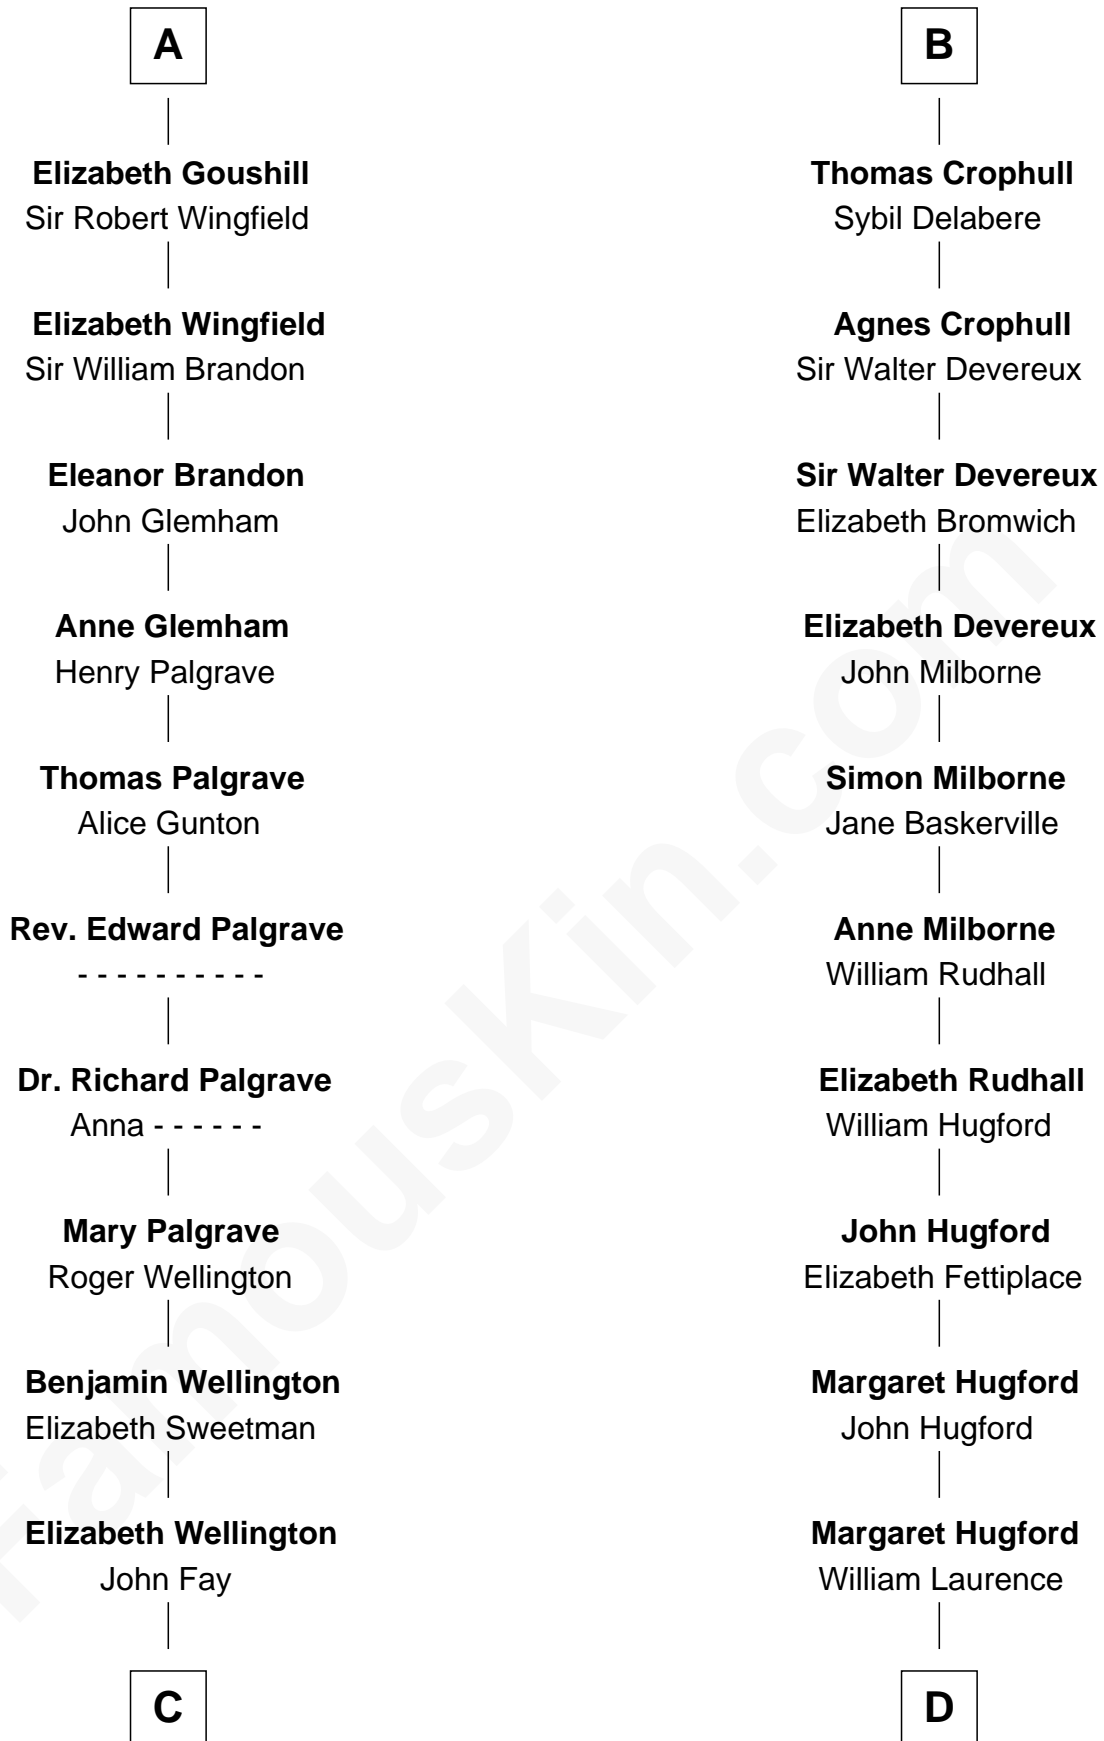 A
Elizabeth Goushill
Sir Robert Wingfield
Elizabeth Wingfield
Sir William Brandon
Eleanor Brandon
John Glemham
Anne Glemham
Henry Palgrave
Thomas Palgrave
Alice Gunton
Rev. Edward Palgrave
- - - - - - - - - -
Dr. Richard Palgrave
Anna - - - - - -
Mary Palgrave
Roger Wellington
Benjamin Wellington
Elizabeth Sweetman
Elizabeth Wellington
John Fay
C
B
Thomas Crophull
Sybil Delabere
Agnes Crophull
Sir Walter Devereux
Sir Walter Devereux
Elizabeth Bromwich
Elizabeth Devereux
John Milborne
Simon Milborne
Jane Baskerville
Anne Milborne
William Rudhall
Elizabeth Rudhall
William Hugford
John Hugford
Elizabeth Fettiplace
Margaret Hugford
John Hugford
Margaret Hugford
William Laurence
D
FamousKin.com